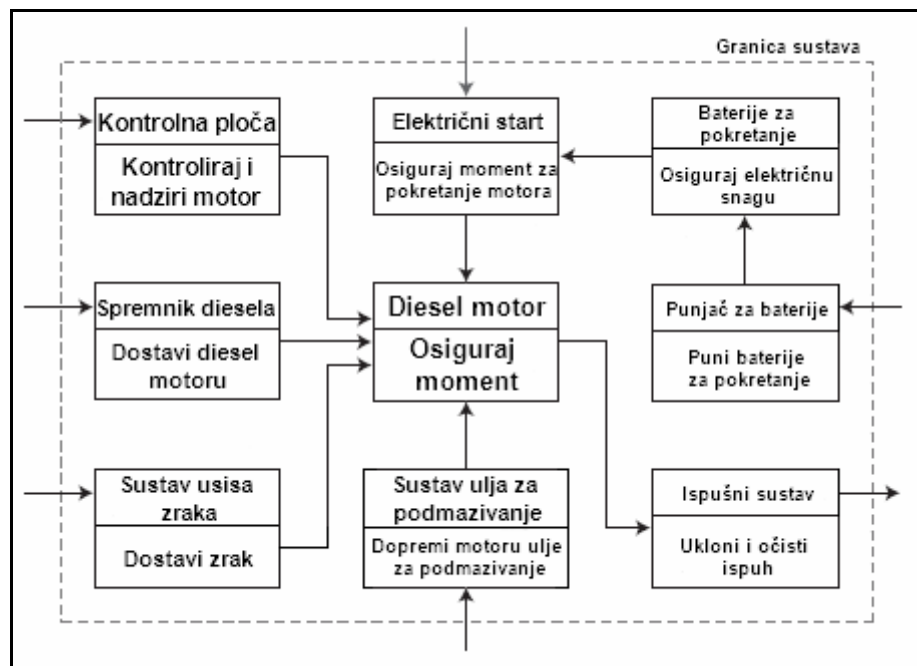 Granica sustava
Kontrolna ploča
Kontroliraj i
nadziri motor
Električni start
Osiguraj moment za
pokretanje motora
Baterije za
pokretanje
Osiguraj električnu
snagu
Spremnik diesela
Dostavi diesel
motoru
Diesel motor
Osiguraj
moment
Punjač za baterije
Puni baterije
za pokretanje
Sustav usisa
zraka
Dostavi zrak
Sustav ulja za
podmazivanje
Dopremi motoru ulje
za podmazivanje
Ispušni sustav
Ukloni i očisti
ispuh